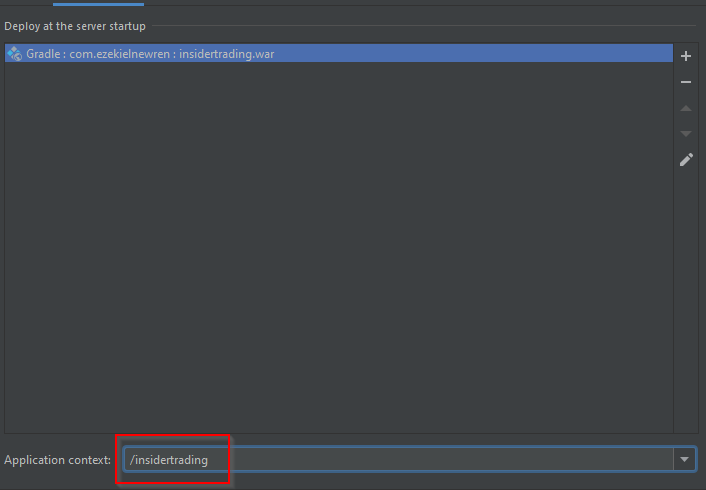 Deploy at the server startup
Gradle : com.ezekielnewren : insidertrading.war
Application context: /insidertrading